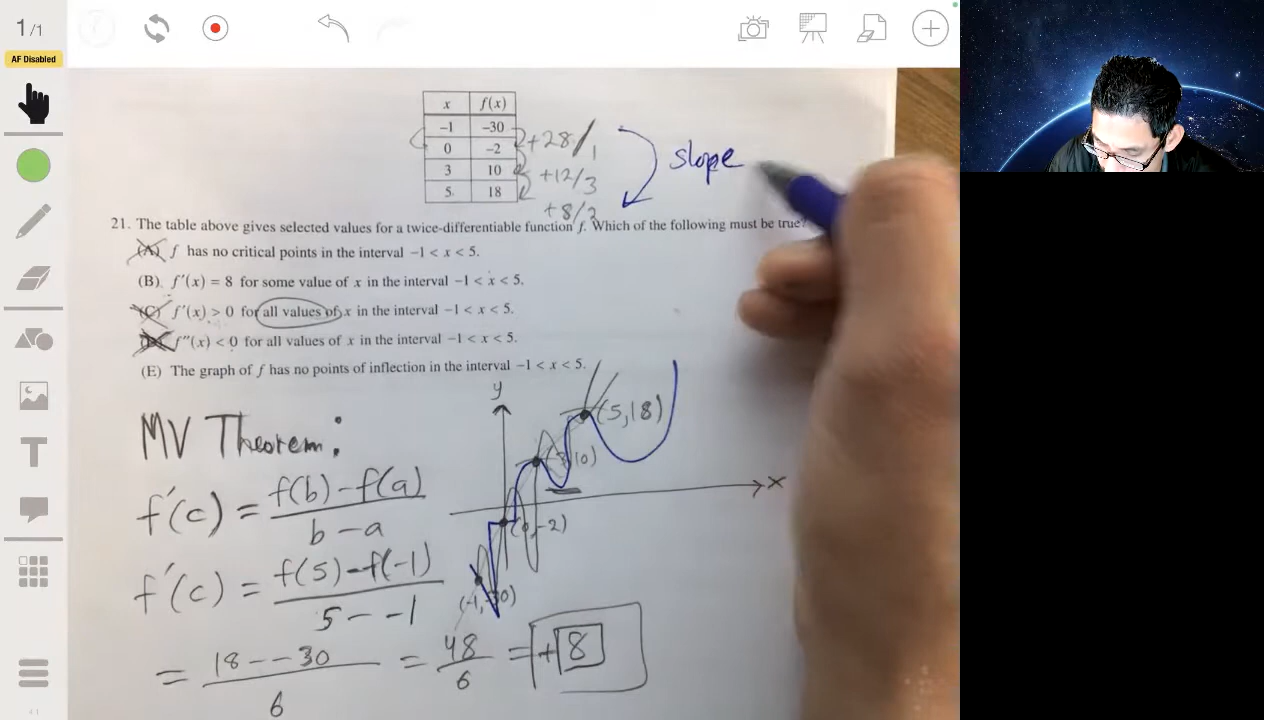 1/1
AF Disabled
x f(x)
-1 -30
0 -2
3 10
5 18
+28/1
+12/3
+8/2
slope
21. The table above gives selected values for a twice-differentiable function f. Which of the following must be true?
(A) f has no critical points in the interval -1 < x < 5.
(B) f'(x) = 8 for some value of x in the interval -1 < x < 5.
(C) f'(x) > 0 for all values of x in the interval -1 < x < 5.
f''(x) < 0 for all values of x in the interval -1 < x < 5.
(E) The graph of f has no points of inflection in the interval -1 < x < 5.
y
(5,18)
10)
x
-2)
(-1,-30)
MV Theorem:
f'(c) = f(b)-f(a) / b-a
f'(c) = f(5)-f(-1) / 5--1
= 18--30 / 6 = 48/6 = +8
T